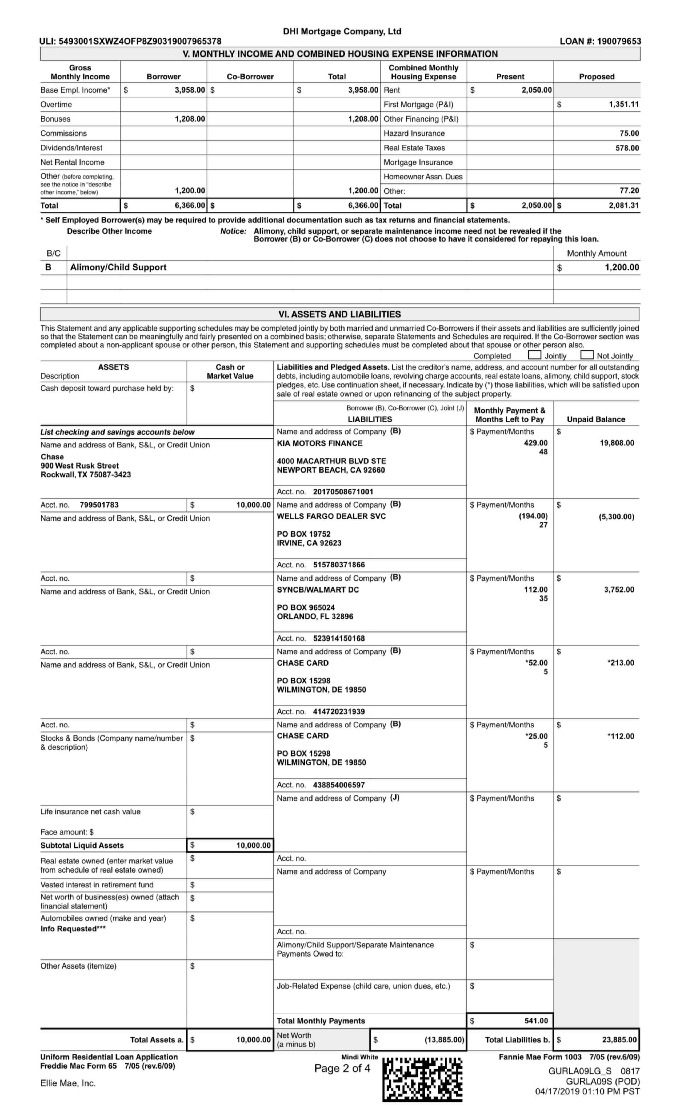 DHI Mortgage Company, Ltd
ULI: 5493001SXWZ4OFP8Z90319007965378 LOAN #: 190079653
V. MONTHLY INCOME AND COMBINED HOUSING EXPENSE INFORMATION
Gross Monthly Income Borrower Co-Borrower Total Combined Monthly Housing Expense Present Proposed
Base Empl. Income* $ 3,958.00 $ $ 3,958.00 Rent $ 2,050.00
Overtime First Mortgage (P&I) $ 1,351.11
Bonuses 1,208.00 1,208.00 Other Financing (P&I)
Commissions Hazard Insurance 75.00
Dividends/Interest Real Estate Taxes 578.00
Net Rental Income Mortgage Insurance
Other (before completing, Homeowner Assn. Dues
see the notice in "describe
other income," below) 1,200.00 1,200.00 Other: 77.20
Total $ 6,366.00 $ $ 6,366.00 Total $ 2,050.00 $ 2,081.31
* Self Employed Borrower(s) may be required to provide additional documentation such as tax returns and financial statements.
Describe Other Income Notice: Alimony, child support, or separate maintenance income need not be revealed if the
Borrower (B) or Co-Borrower (C) does not choose to have it considered for repaying this loan.
B/C Monthly Amount
B Alimony/Child Support $ 1,200.00
VI. ASSETS AND LIABILITIES
This Statement and any applicable supporting schedules may be completed jointly by both married and unmarried Co-Borrowers if their assets and liabilities are sufficiently joined
so that the Statement can be meaningfully and fairly presented on a combined basis; otherwise, separate Statements and Schedules are required. If the Co-Borrower section was
completed about a non-applicant spouse or other person, this Statement and supporting schedules must be completed about that spouse or other person also.
Completed Jointly Not Jointly
ASSETS Cash or Market Value
Description
Liabilities and Pledged Assets. List the creditor's name, address, and account number for all outstanding
debts, including automobile loans, revolving charge accounts, real estate loans, alimony, child support, stock
pledges, etc. Use continuation sheet, if necessary. Indicate by (*) those liabilities, which will be satisfied upon
sale of real estate owned or upon refinancing of the subject property.
Cash deposit toward purchase held by: $
Borrower (B), Co-Borrower (C), Joint (J)
LIABILITIES Monthly Payment & Months Left to Pay Unpaid Balance
List checking and savings accounts below Name and address of Company (B) $ Payment/Months $
Name and address of Bank, S&L, or Credit Union KIA MOTORS FINANCE 429.00 19,808.00
48
Chase
900 West Rusk Street 4000 MACARTHUR BLVD STE
Rockwall, TX 75087-3423 NEWPORT BEACH, CA 92660
Acct. no. 20170508671001
Acct. no. 799501783 $ 10,000.00 Name and address of Company (B) $ Payment/Months $
Name and address of Bank, S&L, or Credit Union WELLS FARGO DEALER SVC (194.00) (5,300.00)
27
PO BOX 19752
IRVINE, CA 92623
Acct. no. 515780371866
Acct. no. $ Name and address of Company (B) $ Payment/Months $
Name and address of Bank, S&L, or Credit Union SYNCB/WALMART DC 112.00 3,752.00
35
PO BOX 965024
ORLANDO, FL 32896
Acct. no. 523914150168
Acct. no. $ Name and address of Company (B) $ Payment/Months $
Name and address of Bank, S&L, or Credit Union CHASE CARD *52.00 *213.00
5
PO BOX 15298
WILMINGTON, DE 19850
Acct. no. 414720231939
Acct. no. $ Name and address of Company (B) $ Payment/Months $
Stocks & Bonds (Company name/number $ CHASE CARD *25.00 *112.00
& description) 5
PO BOX 15298
WILMINGTON, DE 19850
Acct. no. 438854006597
Name and address of Company (J) $ Payment/Months $
Life insurance net cash value $
Face amount: $
Subtotal Liquid Assets $ 10,000.00
Real estate owned (enter market value $ Acct. no.
from schedule of real estate owned) Name and address of Company $ Payment/Months $
Vested interest in retirement fund $
Net worth of business(es) owned (attach $
financial statement)
Automobiles owned (make and year) $
Info Requested***
Acct. no.
Alimony/Child Support/Separate Maintenance $
Payments Owed to:
Other Assets (itemize) $
Job-Related Expense (child care, union dues, etc.) $
Total Monthly Payments $ 541.00
Total Assets a. $ 10,000.00 Net Worth (a minus b) $ (13,885.00) Total Liabilities b. $ 23,885.00
Uniform Residential Loan Application Mindi White Fannie Mae Form 1003 7/05 (rev.6/09)
Freddie Mac Form 65 7/05 (rev.6/09) Page 2 of 4
GURLA09LG_S 0817
Ellie Mae, Inc. GURLA09S (POD)
04/17/2019 01:10 PM PST